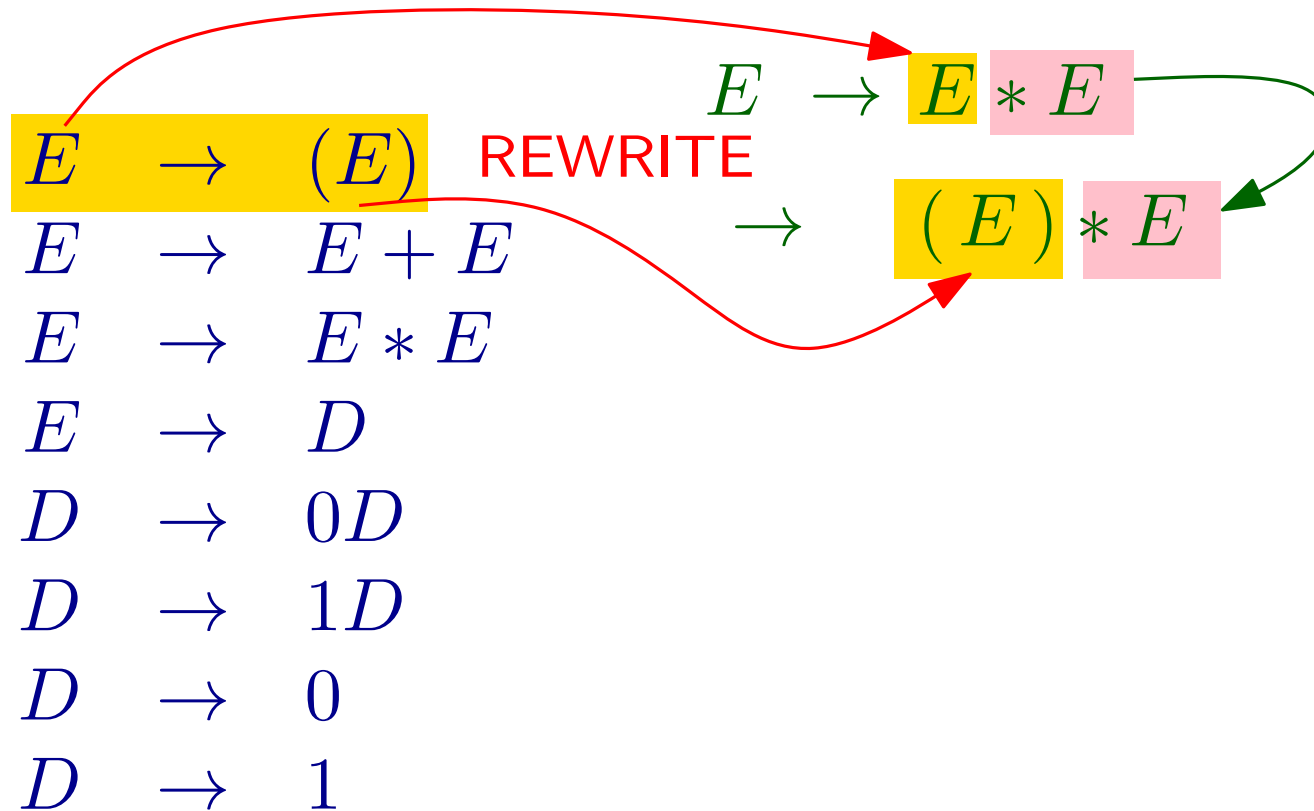 E → E ∗ E
E → (E) REWRITE
→ ( E ) ∗ E
E → E + E
E → E ∗ E
E → D
D → 0D
D → 1D
D → 0
D → 1